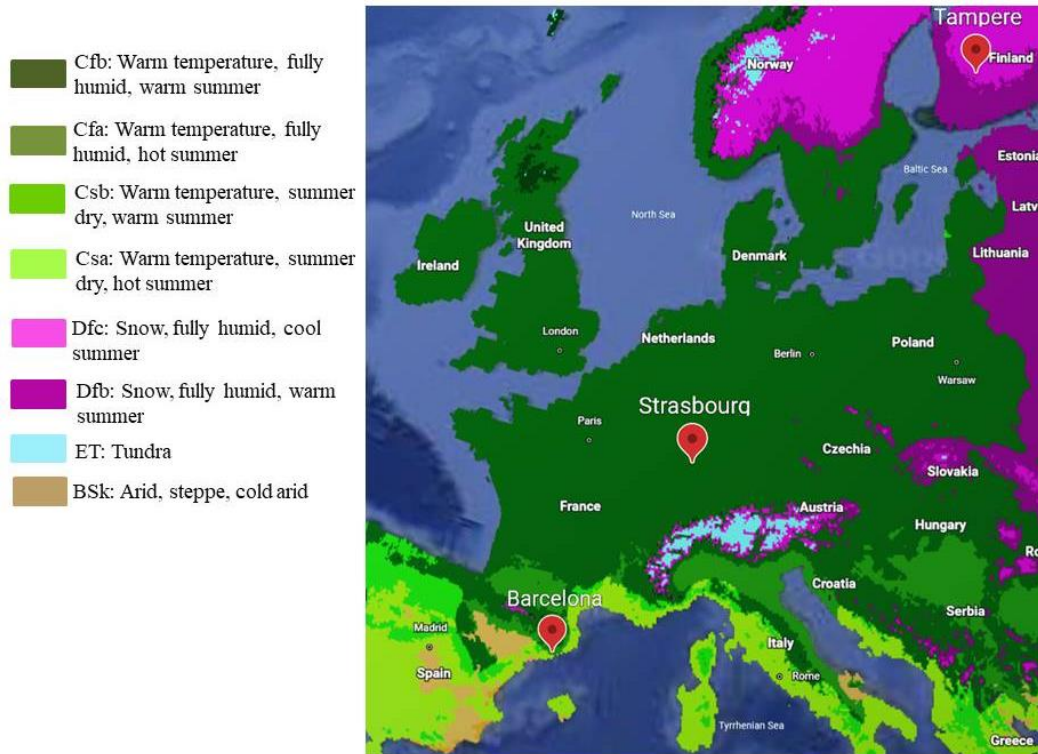 Cfb: Warm temperature, fully
humid, warm summer
Cfa: Warm temperature, fully
humid, hot summer
Csb: Warm temperature, summer
dry, warm summer
Csa: Warm temperature, summer
dry, hot summer
Dfc: Snow, fully humid, cool
summer
Dfb: Snow, fully humid, warm
summer
ET: Tundra
BSk: Arid, steppe, cold arid
Tampere
Norway
Finland
Estonia
Baltic Sea
Latv
North Sea
United
Kingdom
Ireland
Denmark
Lithuania
London
Netherlands
Berlin
Poland
Warsaw
Strasbourg
Paris
Czechia
Slovakia
France
Austria
Hungary
Ro
Croatia
Barcelona
Serbia
Madrid
Italy
Spain
Rome
Tyrrhenian Sea
Greece